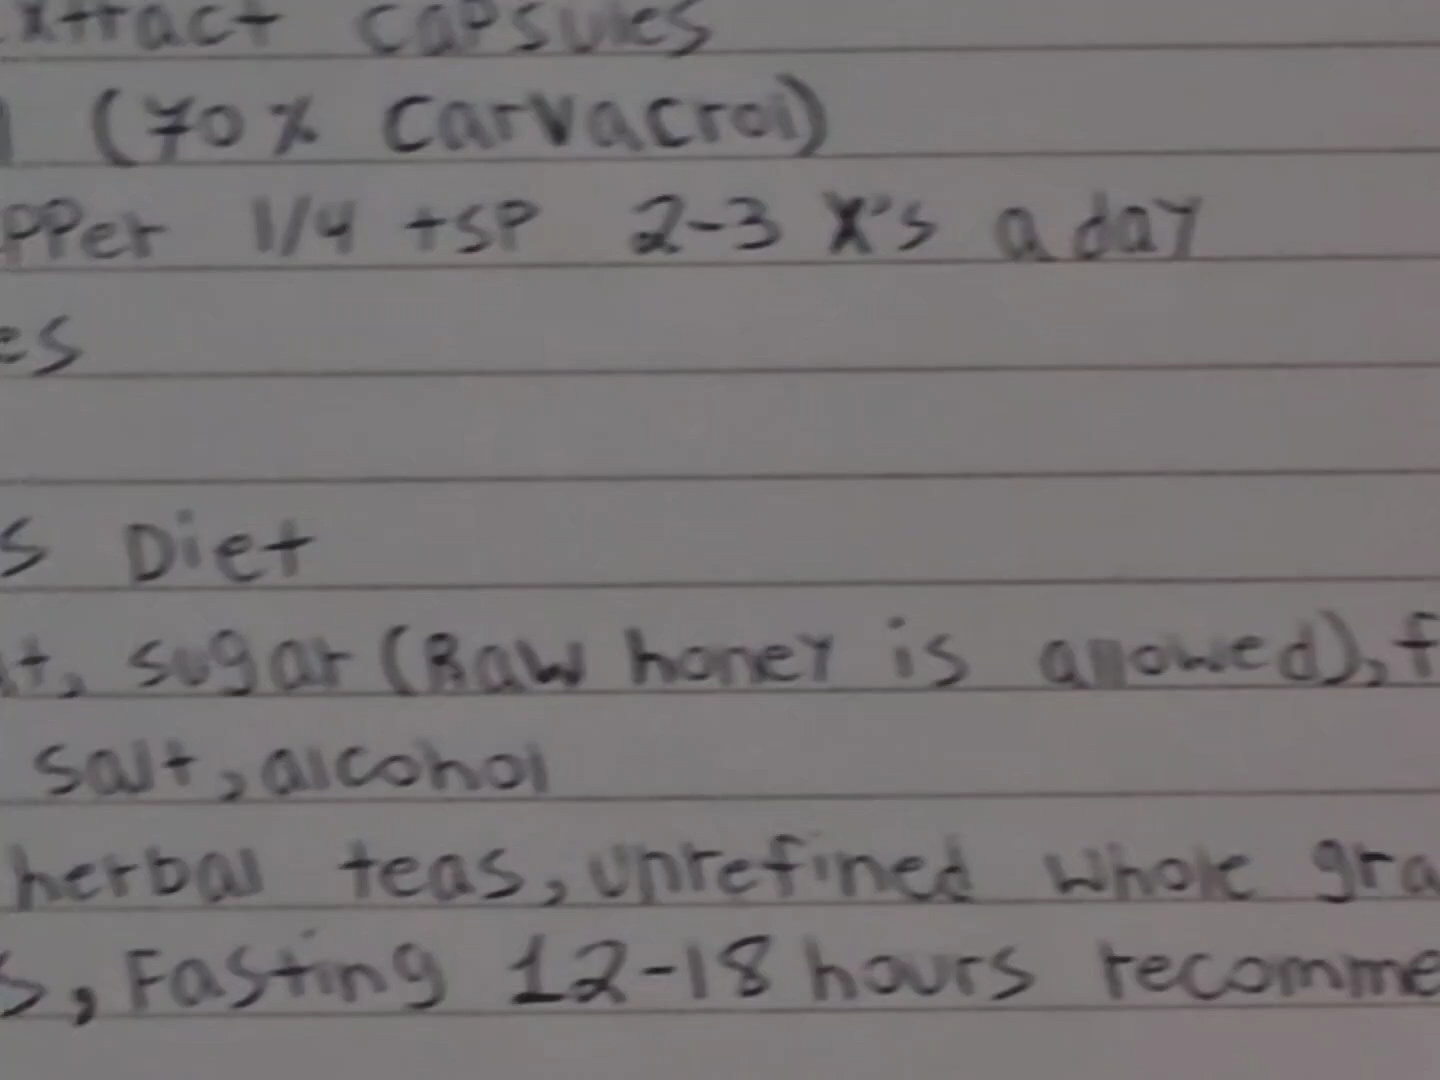 xtract capsules
(70% Carvacrol)
PPer 1/4 tsp 2-3 X's a day
es
s Diet
t, sugar (Raw honey is allowed), f
salt, alcohol
herbal teas, unrefined whole gra
s, Fasting 12-18 hours recomme